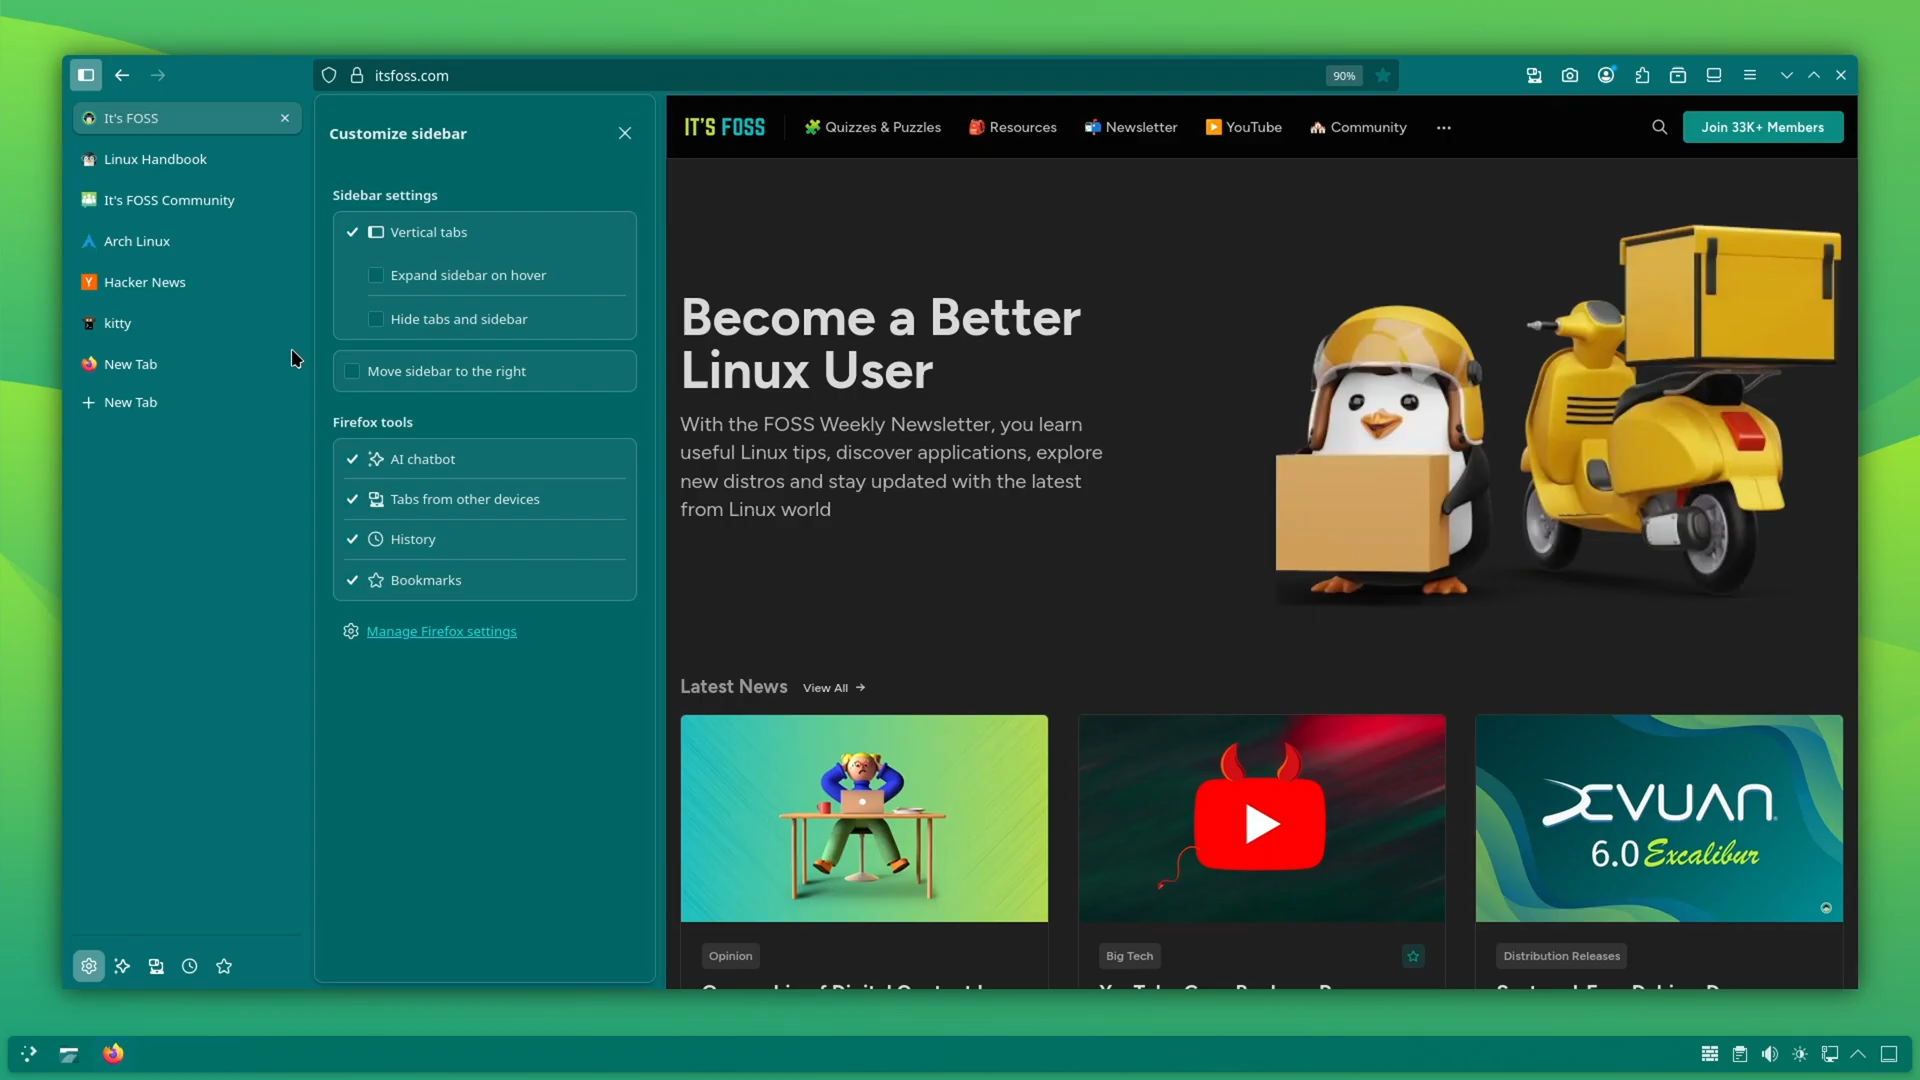 itsfoss.com
90%
It's FOSS
Linux Handbook
It's FOSS Community
Arch Linux
Hacker News
kitty
New Tab
New Tab
Customize sidebar
Sidebar settings
Vertical tabs
Expand sidebar on hover
Hide tabs and sidebar
Move sidebar to the right
Firefox tools
AI chatbot
Tabs from other devices
History
Bookmarks
Manage Firefox settings
IT'S FOSS
Quizzes & Puzzles
Resources
Newsletter
YouTube
Community
Join 33K+ Members
Become a Better
Linux User
With the FOSS Weekly Newsletter, you learn
useful Linux tips, discover applications, explore
new distros and stay updated with the latest
from Linux world
Latest News
View All
DEVUAN
6.0 Excalibur
Opinion
Big Tech
Distribution Releases